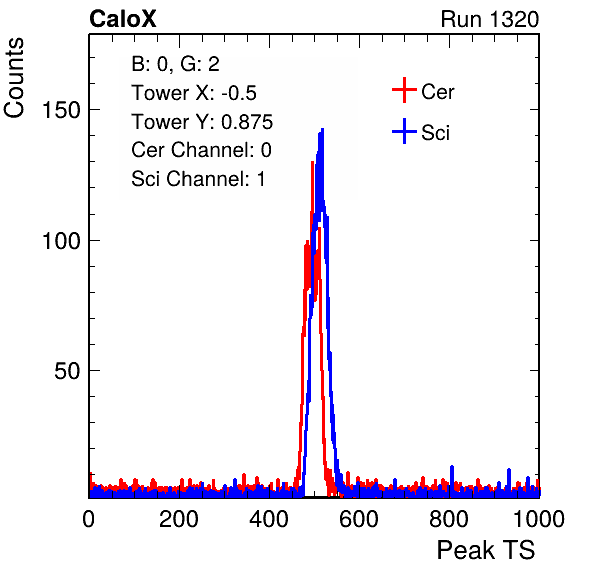 CaloX Run 1320
Counts
B: 0, G: 2
Tower X: -0.5
Tower Y: 0.875
Cer Channel: 0
Sci Channel: 1
Cer
Sci
150
100
50
0 200 400 600 800 1000
Peak TS